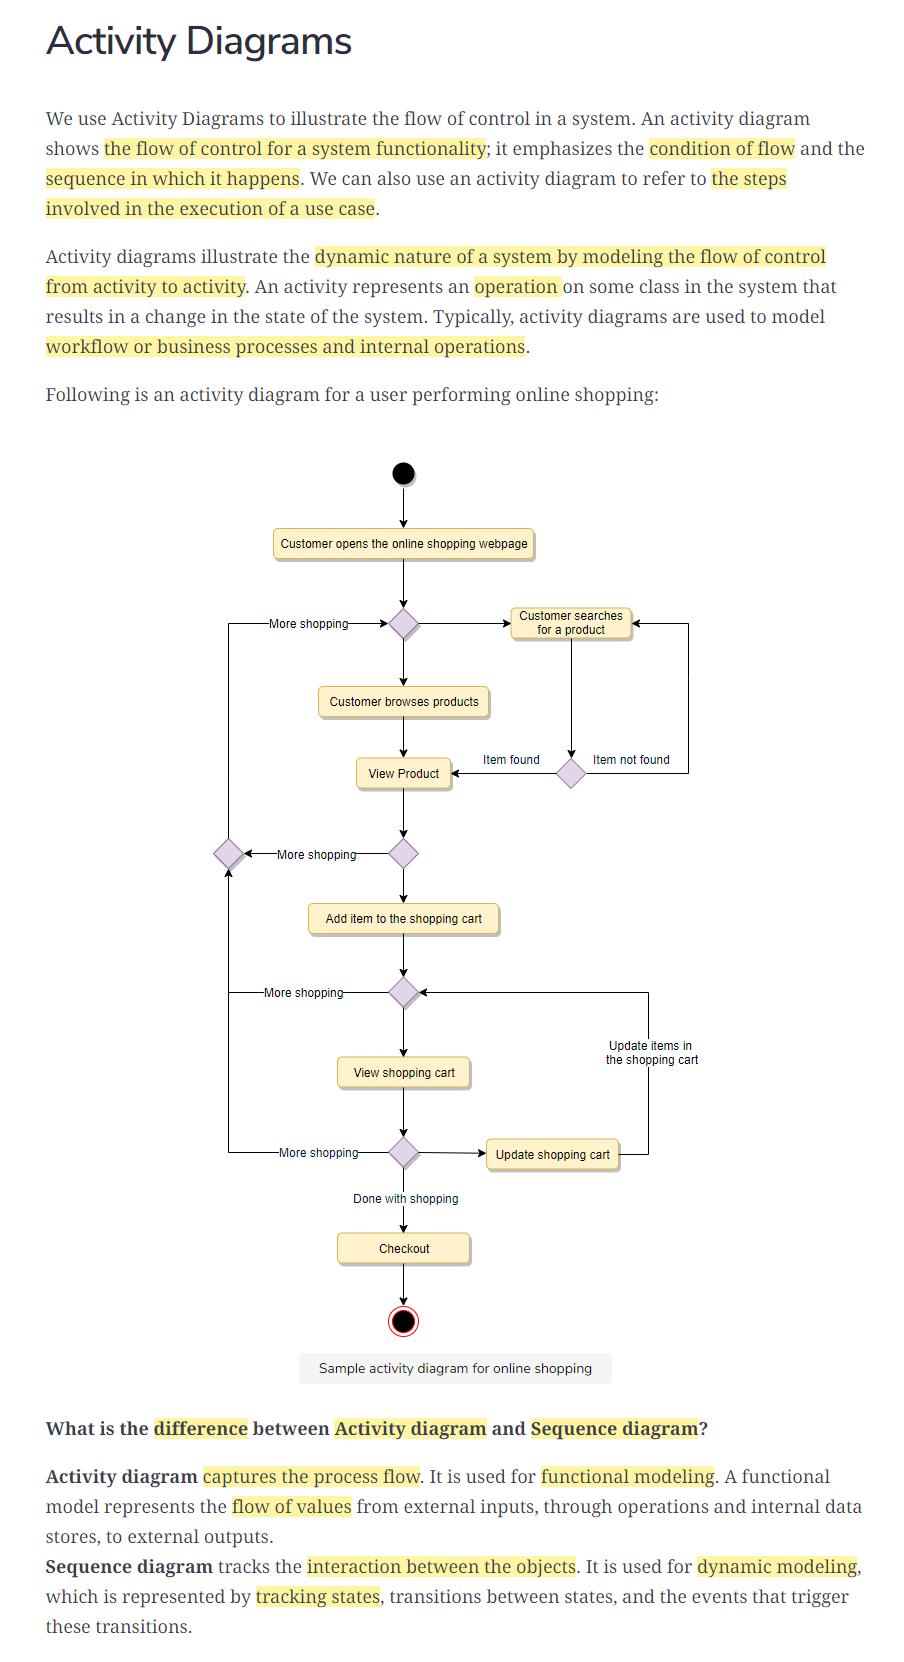 Activity Diagrams
We use Activity Diagrams to illustrate the flow of control in a system. An activity diagram
shows the flow of control for a system functionality; it emphasizes the condition of flow and the
sequence in which it happens. We can also use an activity diagram to refer to the steps
involved in the execution of a use case.
Activity diagrams illustrate the dynamic nature of a system by modeling the flow of control
from activity to activity. An activity represents an operation on some class in the system that
results in a change in the state of the system. Typically, activity diagrams are used to model
workflow or business processes and internal operations.
Following is an activity diagram for a user performing online shopping:
Customer opens the online shopping webpage
More shopping
Customer searches
for a product
Customer browses products
Item found
Item not found
View Product
More shopping
Add item to the shopping cart
More shopping
Update items in
the shopping cart
View shopping cart
More shopping
Update shopping cart
Done with shopping
Checkout
Sample activity diagram for online shopping
What is the difference between Activity diagram and Sequence diagram?
Activity diagram captures the process flow. It is used for functional modeling. A functional
model represents the flow of values from external inputs, through operations and internal data
stores, to external outputs.
Sequence diagram tracks the interaction between the objects. It is used for dynamic modeling,
which is represented by tracking states, transitions between states, and the events that trigger
these transitions.